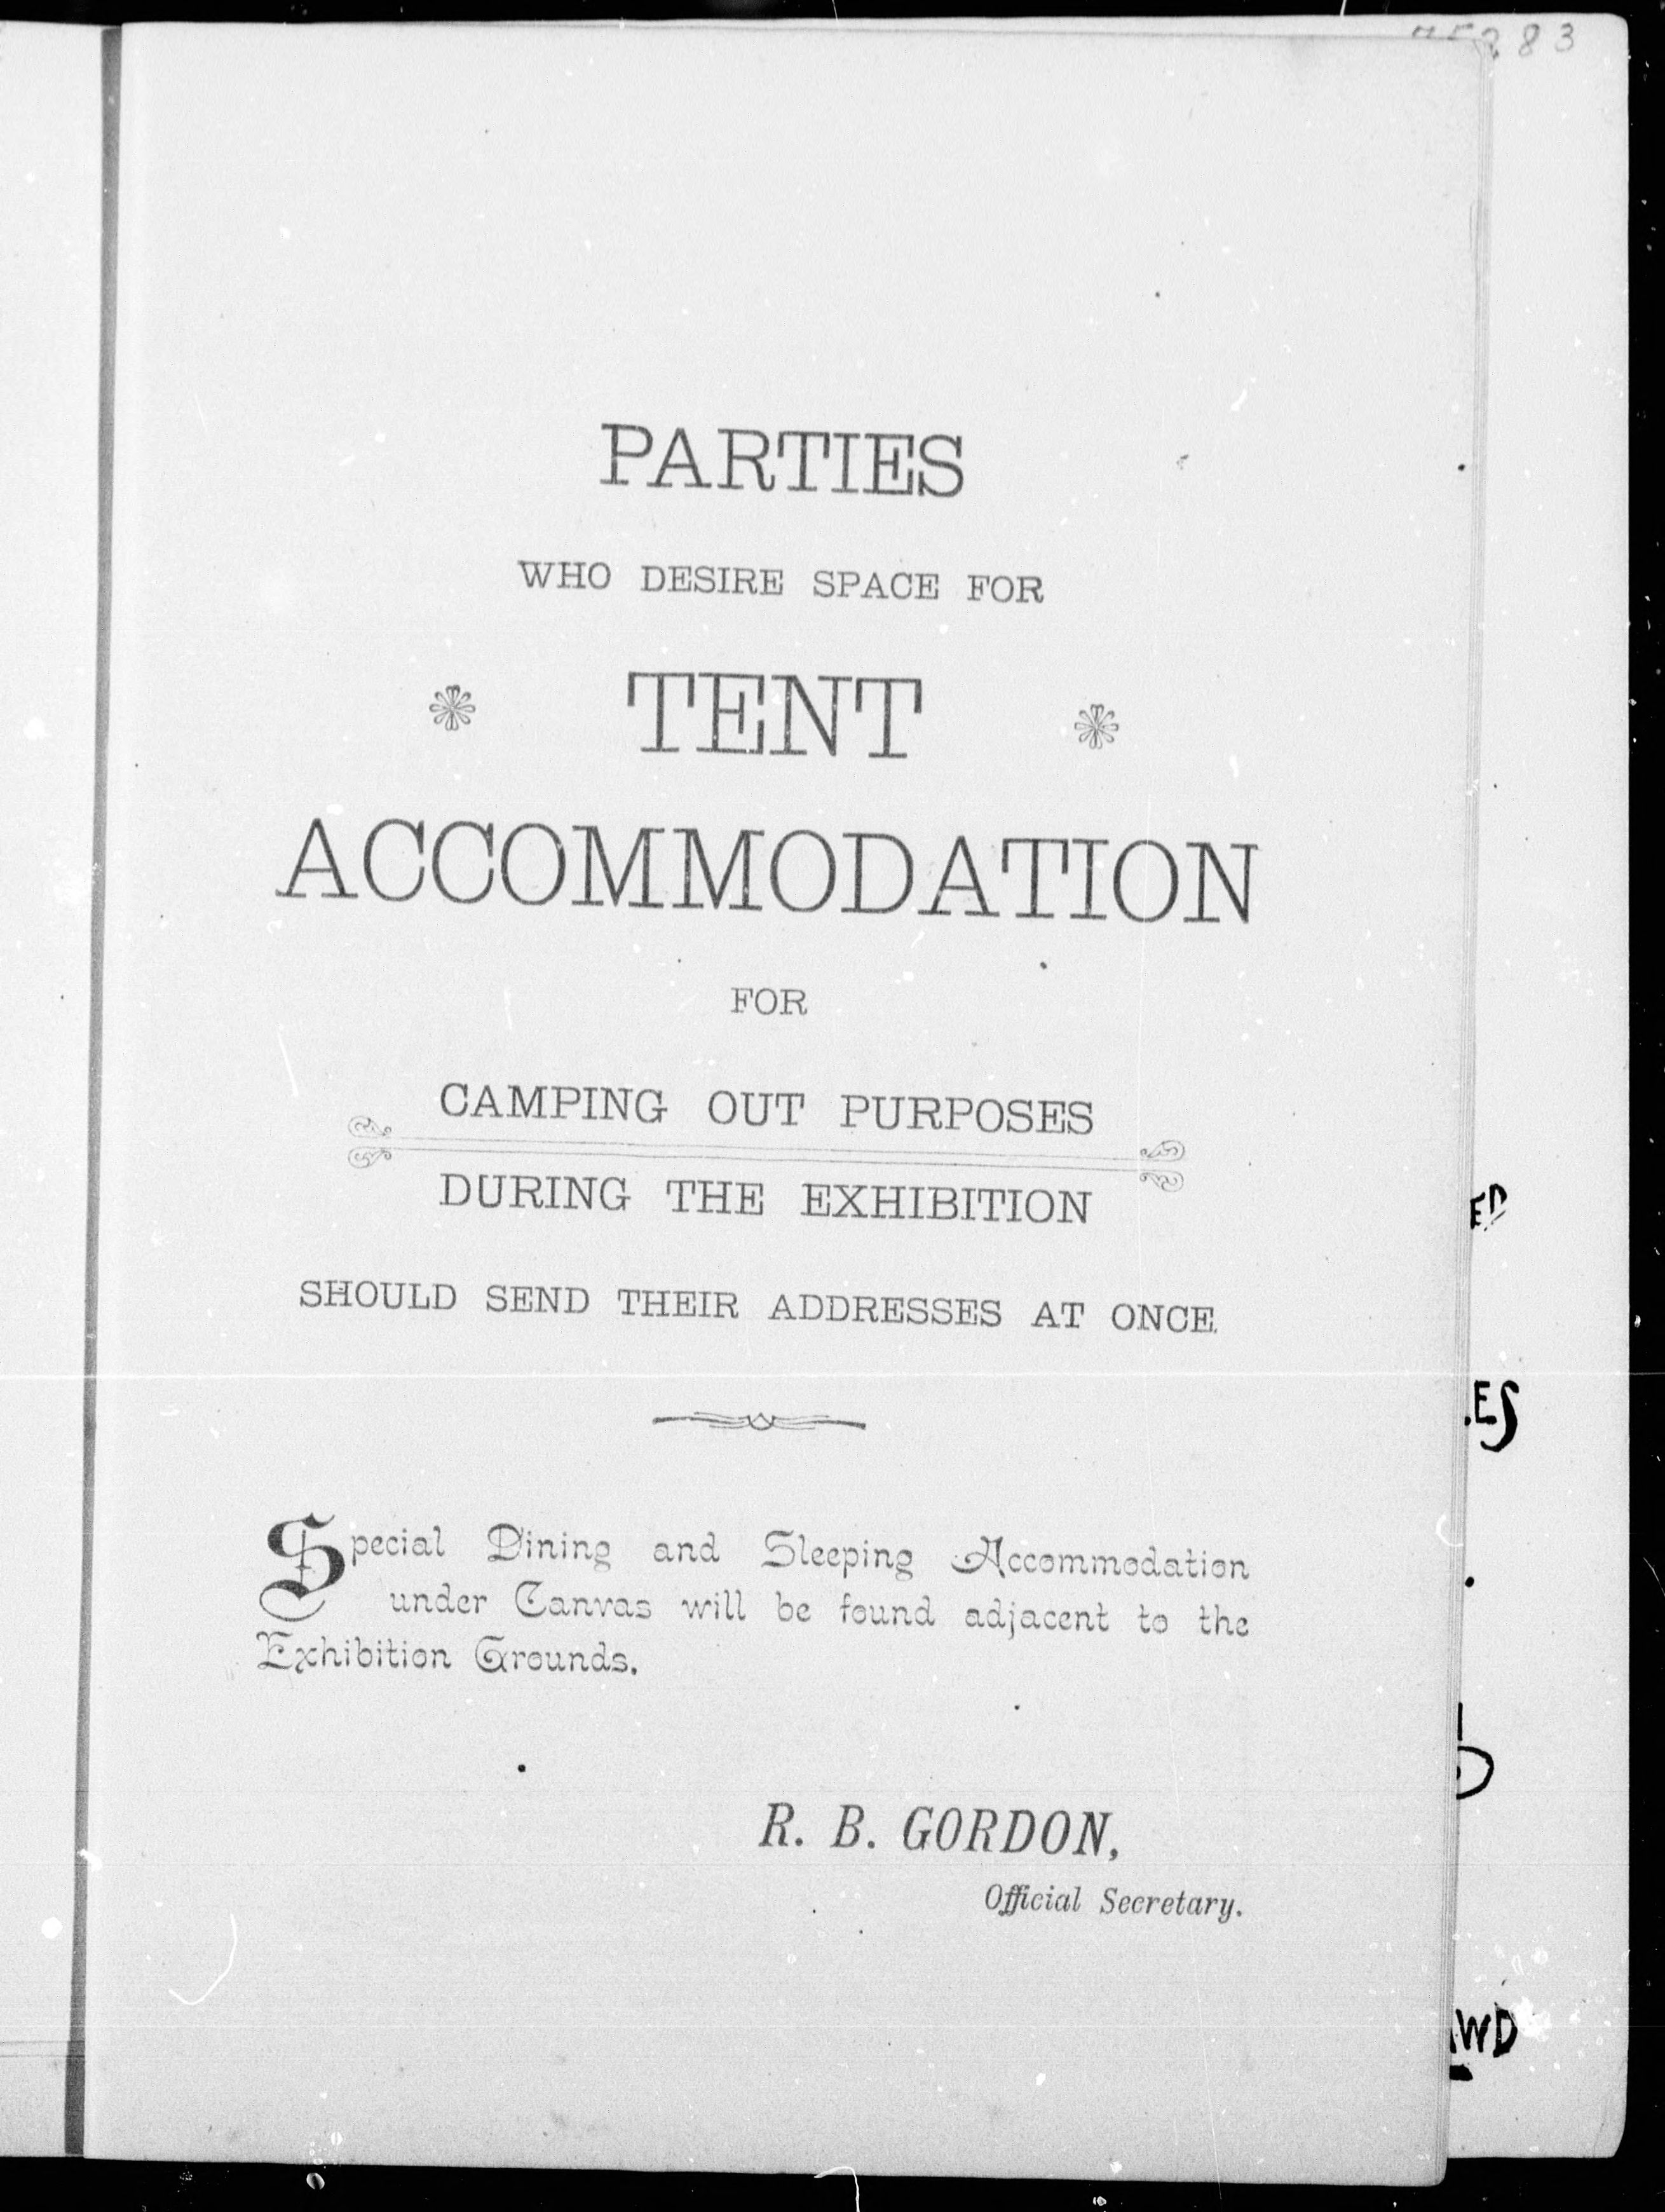 PARTIES
WHO DESIRE SPACE FOR
TENT
ACCOMMODATION
FOR
CAMPING OUT PURPOSES
DURING THE EXHIBITION
SHOULD SEND THEIR ADDRESSES AT ONCE.
Special Dining and Sleeping Accommodation
under Canvas will be found adjacent to the
Exhibition Grounds.
R. B. GORDON,
Official Secretary.